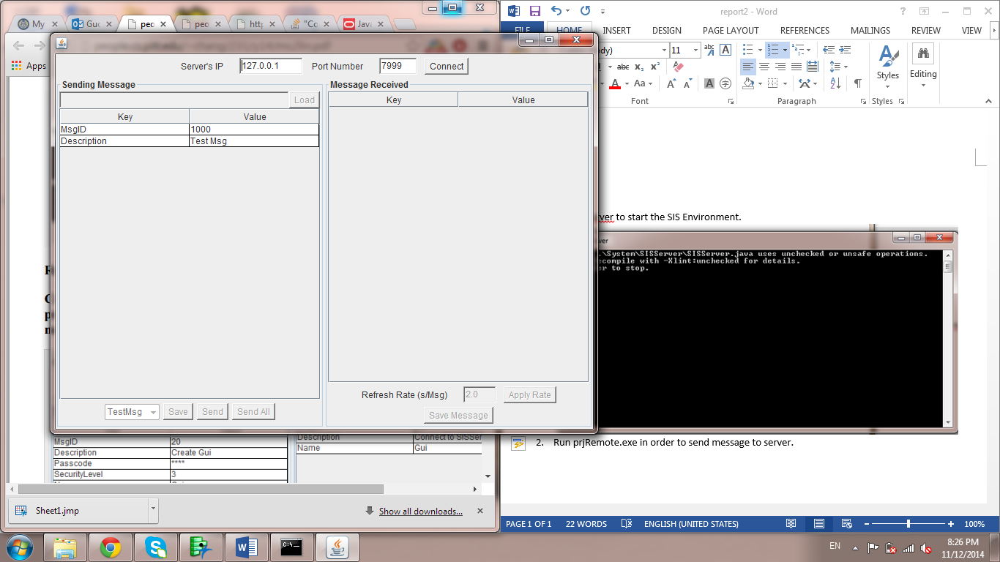 My
Guc
peo
peo
http
"Co
Java
Apps
Server's IP
127.0.0.1
Port Number
7999
Connect
Sending Message
Load
Key Value
MsgID 1000
Description Test Msg
TestMsg
Save
Send
Send All
Message Received
Key Value
Refresh Rate (s/Msg)
2.0
Apply Rate
Save Message
MsgID 20
Description Create Gui
Passcode ****
SecurityLevel 3
Description Connect to SISSer
Name Gui
Sheet1.jmp
Show all downloads...
report2 - Word
FILE HOME INSERT DESIGN PAGE LAYOUT REFERENCES MAILINGS REVIEW VIEW
ody) 11
abc
Aa
Styles
Editing
Font Paragraph Styles
ver to start the SIS Environment.
ver
.\System\SISServer\SISServer.java uses unchecked or unsafe operations.
ecompile with -Xlint:unchecked for details.
er to stop.
2. Run prjRemote.exe in order to send message to server.
PAGE 1 OF 1 22 WORDS ENGLISH (UNITED STATES) 100%
EN
8:26 PM
11/12/2014